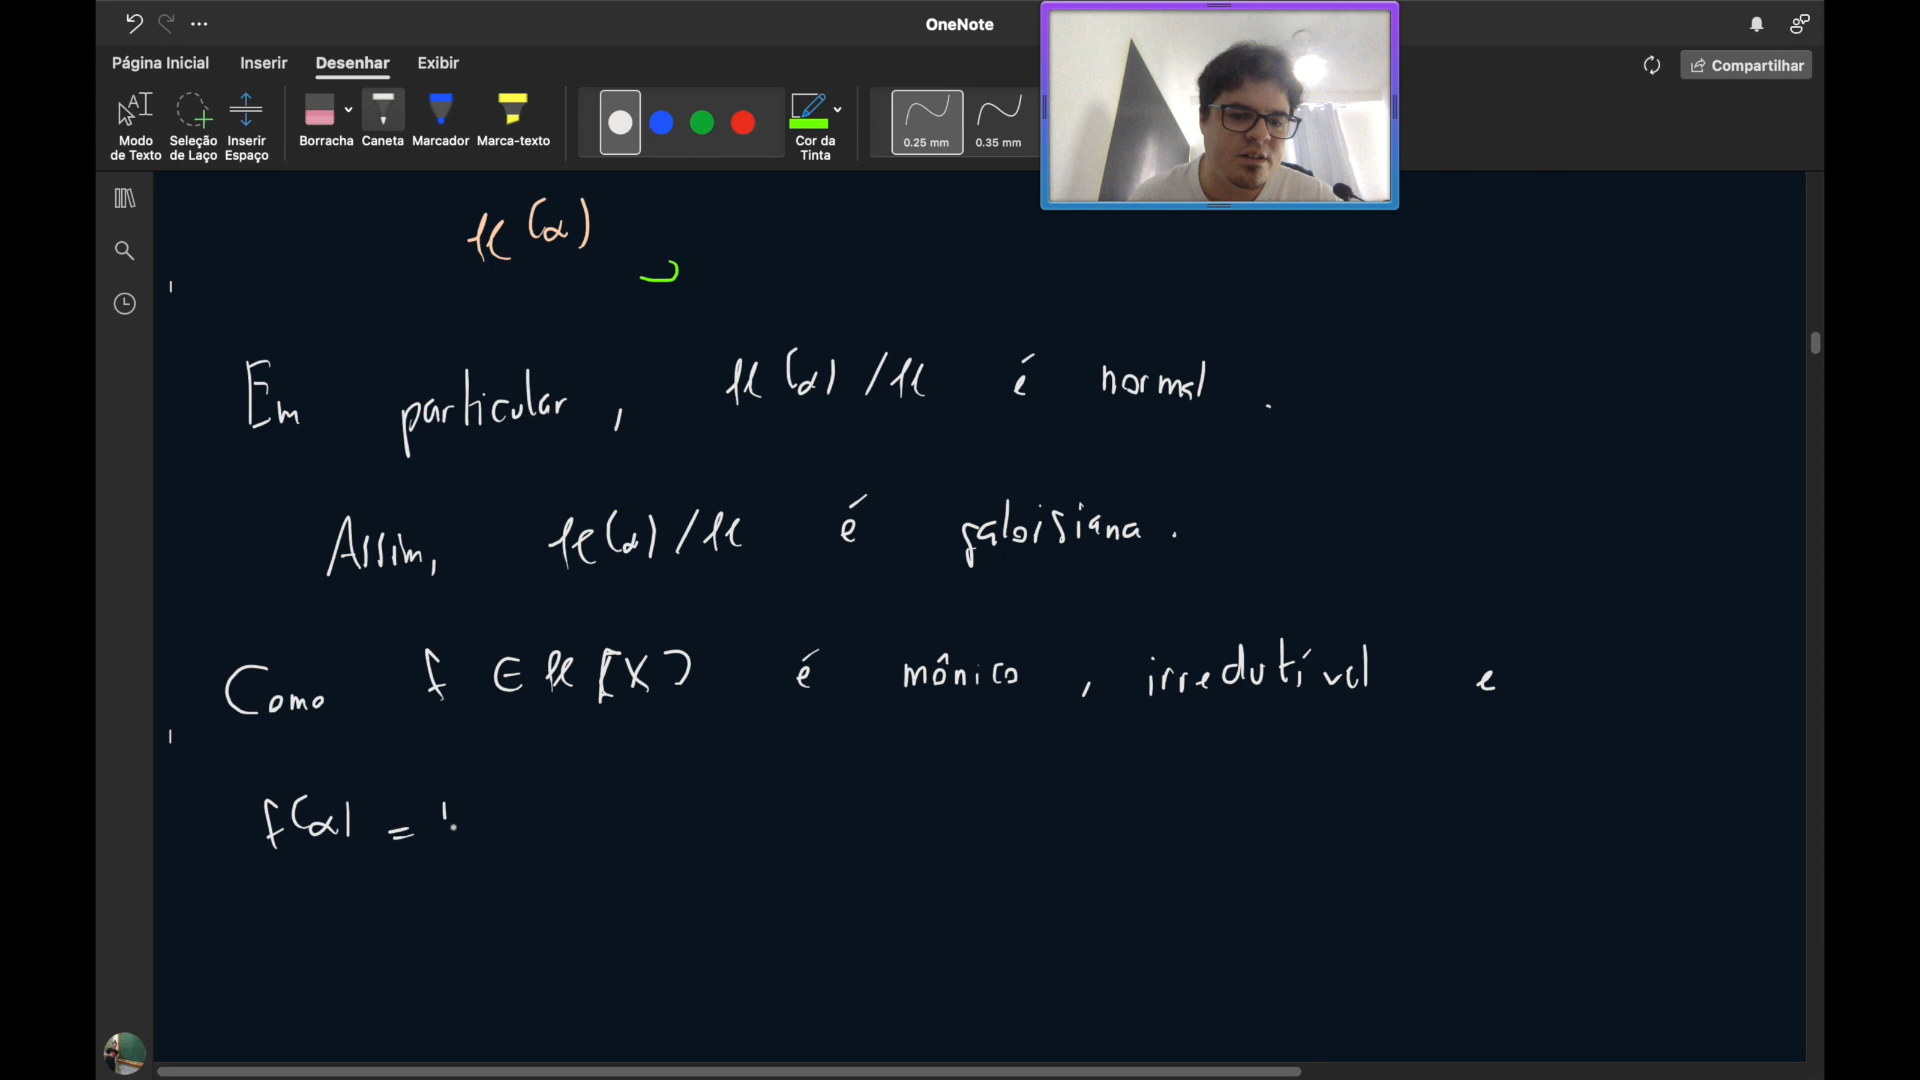 OneNote
Página Inicial Inserir Desenhar Exibir
Compartilhar
Modo de Texto
Seleção de Laço
Inserir Espaço
Borracha
Caneta
Marcador
Marca-texto
Cor da Tinta
0.25 mm
0.35 mm
k(α)
Em particular, k(α)/k é normal.
Assim, k(α)/k é galoisiana.
Como f ∈ k[X] é mônico, irredutível e
f(α) =